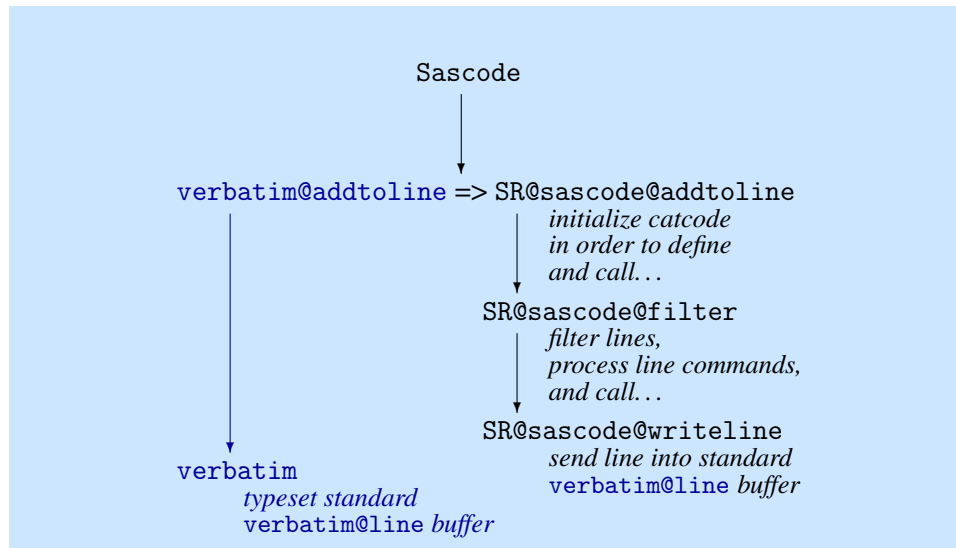 Sascode
verbatim@addtoline => SR@sascode@addtoline
initialize catcode
in order to define
and call...
SR@sascode@filter
filter lines,
process line commands,
and call...
SR@sascode@writeline
send line into standard
verbatim@line buffer
verbatim
typeset standard
verbatim@line buffer